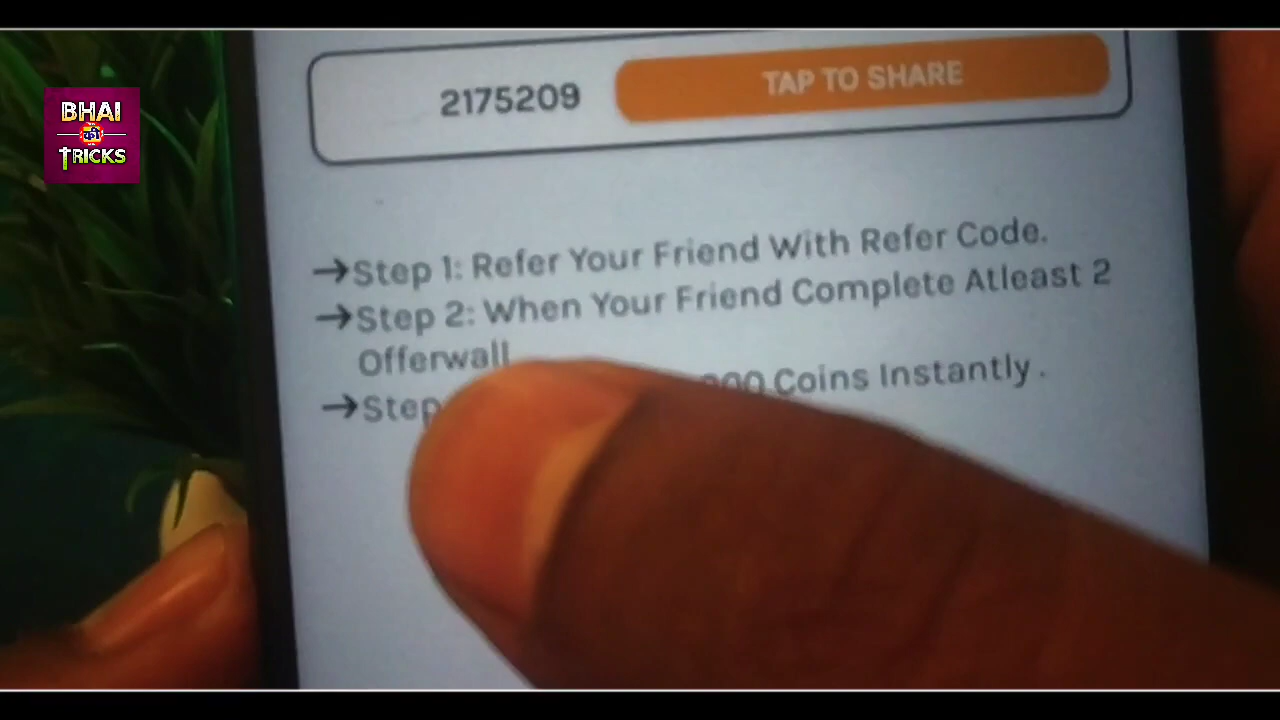 BHAI
की
TRICKS
2175209 TAP TO SHARE
→Step 1: Refer Your Friend With Refer Code.
→Step 2: When Your Friend Complete Atleast 2
Offerwall
→Step Coins Instantly .